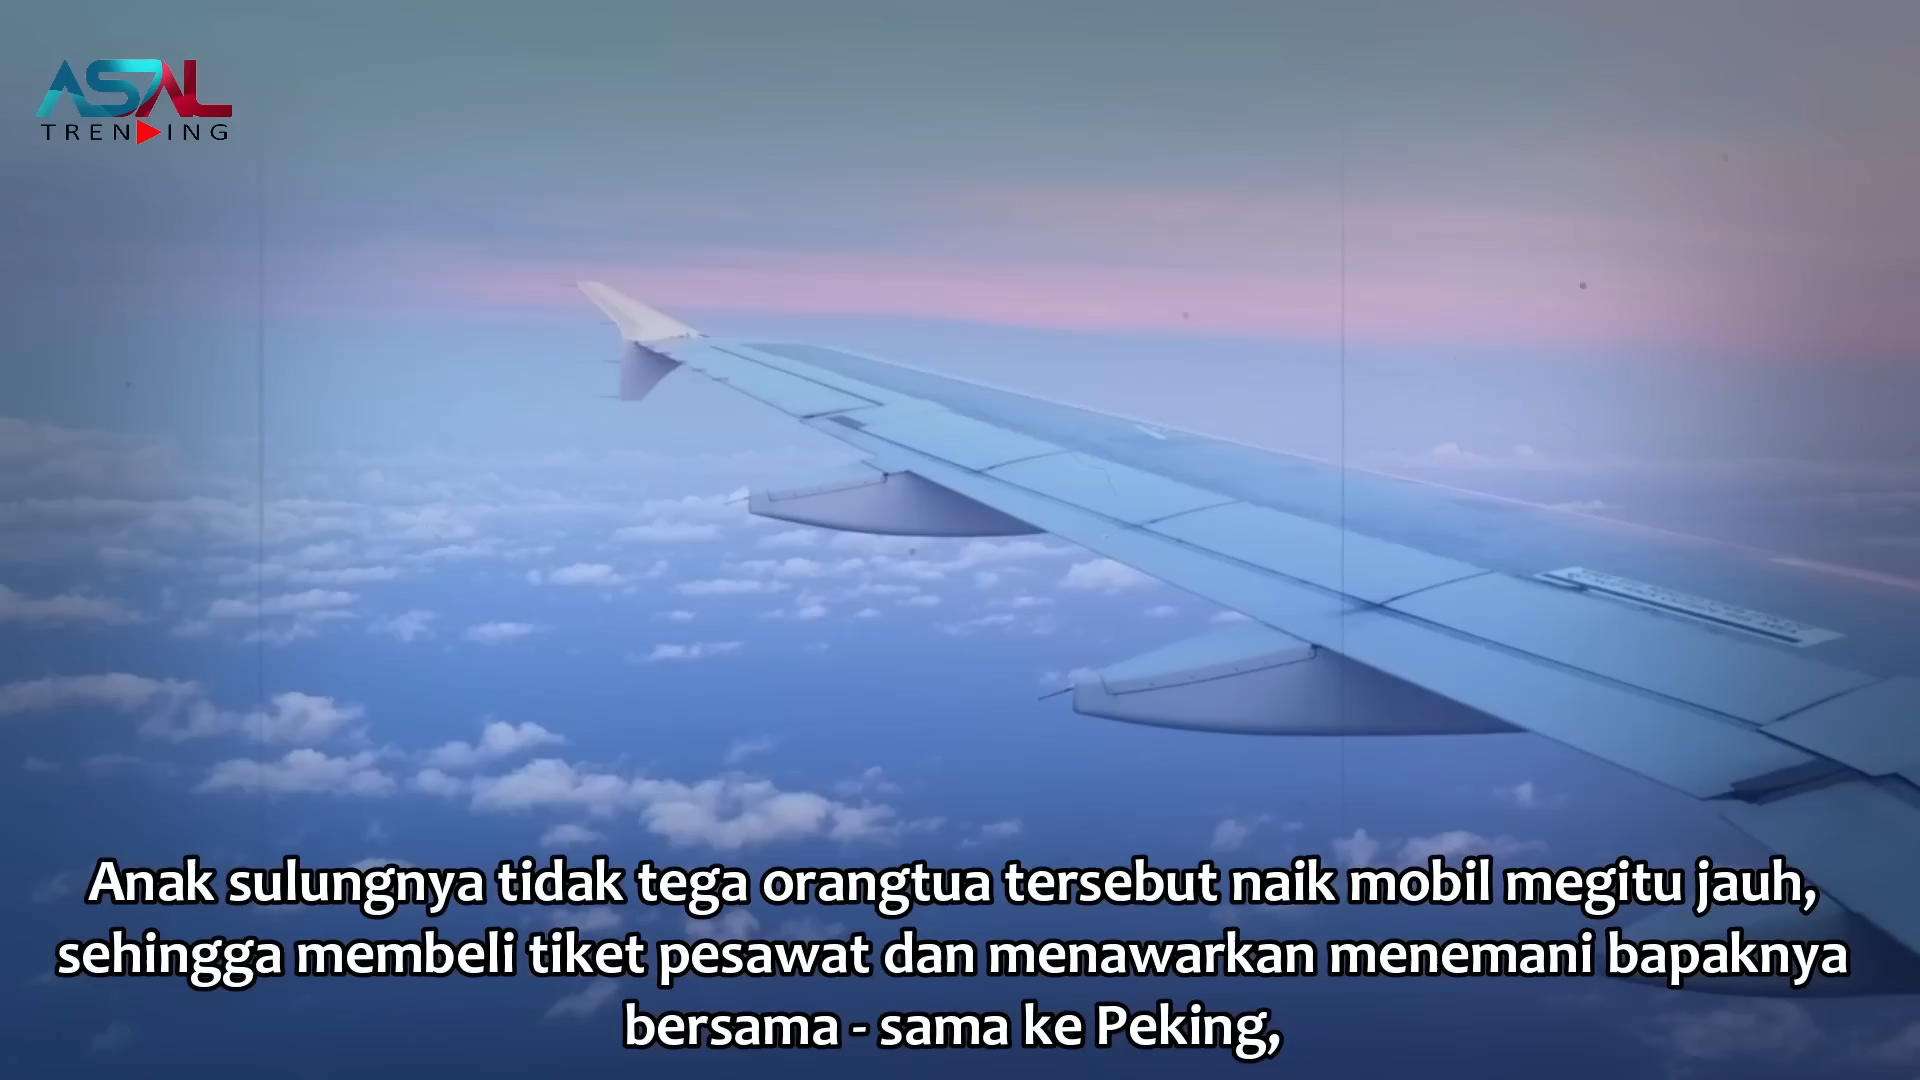 ASAL
TRENDING
Anak sulungnya tidak tega orangtua tersebut naik mobil megitu jauh,
sehingga membeli tiket pesawat dan menawarkan menemani bapaknya
bersama - sama ke Peking,